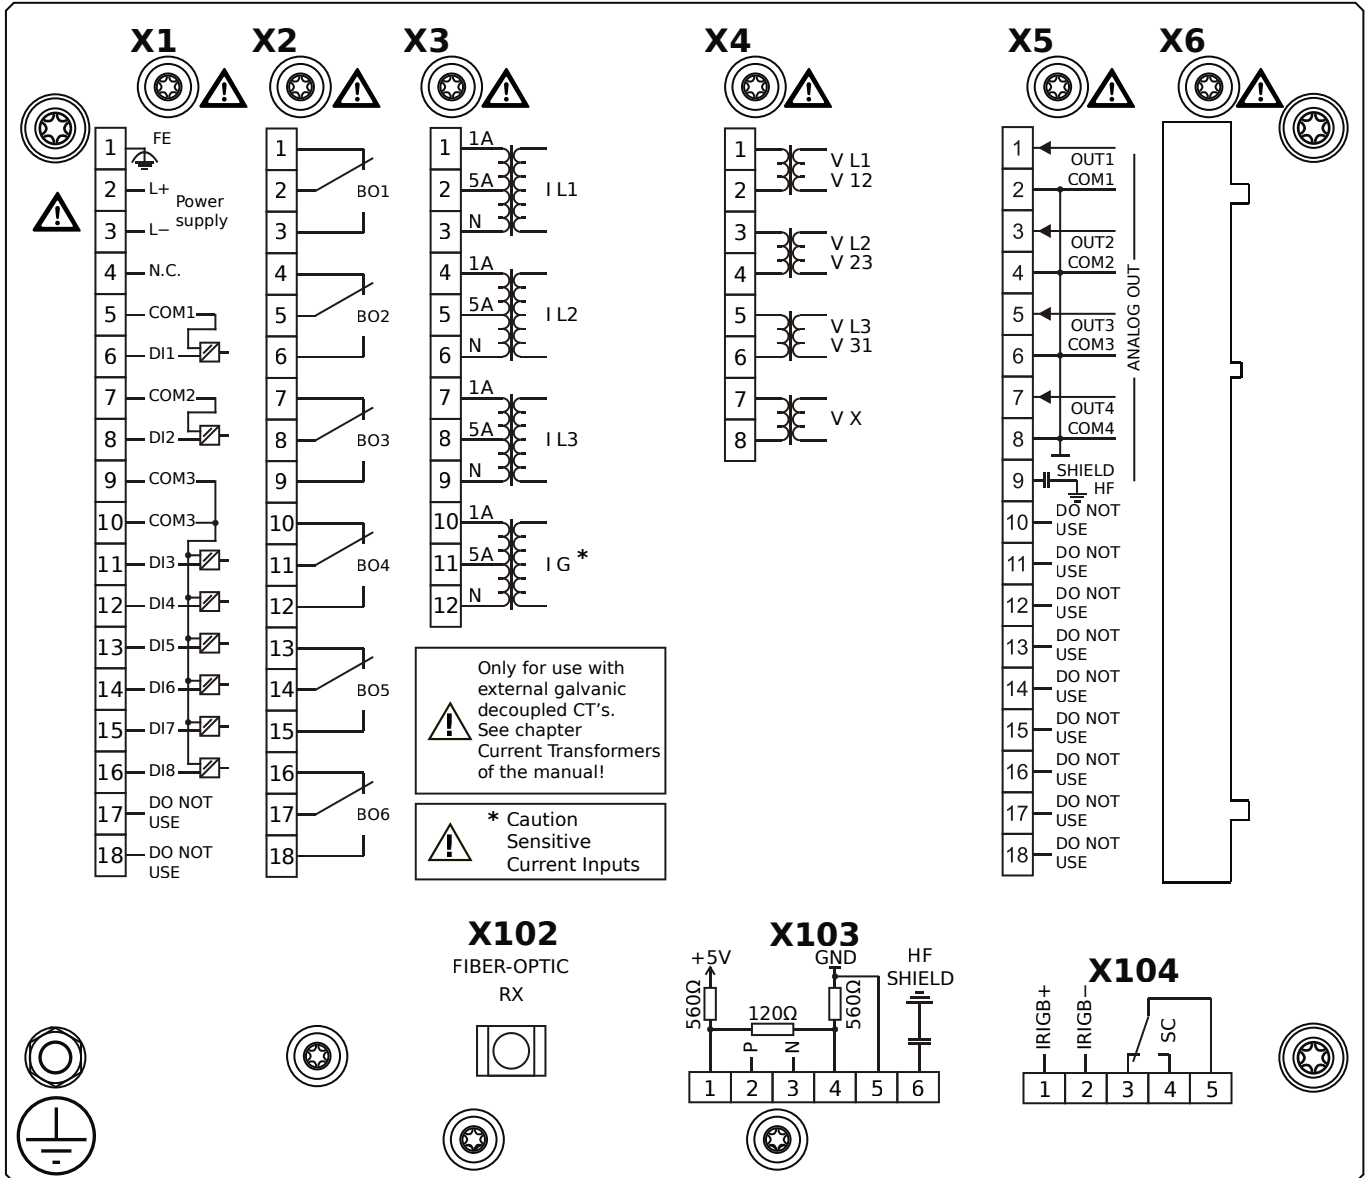 X1
X2
X3
X4
X5
X6
1
FE
2
L+
Power
supply
3
L−
4
N.C.
5
COM1
6
DI1
7
COM2
8
DI2
9
COM3
10
COM3
11
DI3
12
DI4
13
DI5
14
DI6
15
DI7
16
DI8
17
DO NOT
USE
18
DO NOT
USE
1
2
BO1
3
4
5
BO2
6
7
8
BO3
9
10
11
BO4
12
13
14
BO5
15
16
17
BO6
18
1
1A
2
5A
I L1
3
N
4
1A
5
5A
I L2
6
N
7
1A
8
5A
I L3
9
N
10
1A
11
5A
I G *
12
N
Only for use with
external galvanic
decoupled CT's.
See chapter
Current Transformers
of the manual!
* Caution
Sensitive
Current Inputs
1
V L1
2
V 12
3
V L2
4
V 23
5
V L3
6
V 31
7
V X
8
1
OUT1
2
COM1
3
OUT2
4
COM2
5
OUT3
6
COM3
7
OUT4
8
COM4
ANALOG OUT
9
SHIELD
HF
10
DO NOT
USE
11
DO NOT
USE
12
DO NOT
USE
13
DO NOT
USE
14
DO NOT
USE
15
DO NOT
USE
16
DO NOT
USE
17
DO NOT
USE
18
DO NOT
USE
X102
FIBER-OPTIC
RX
X103
+5V
GND
HF
SHIELD
560Ω
120Ω
560Ω
P
N
1 2 3 4 5 6
X104
IRIGB+
IRIGB−
SC
1 2 3 4 5